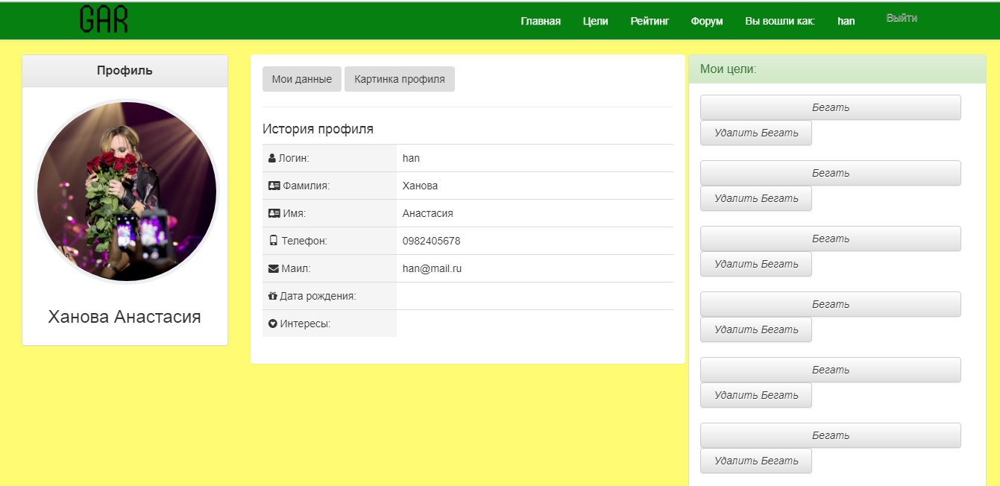 GAR
Главная Цели Рейтинг Форум Вы вошли как: han Выйти
Профиль
Ханова Анастасия
Мои данные Картинка профиля
История профиля
Логин: han
Фамилия: Ханова
Имя: Анастасия
Телефон: 0982405678
Маил: han@mail.ru
Дата рождения:
Интересы:
Мои цели:
Бегать
Удалить Бегать
Бегать
Удалить Бегать
Бегать
Удалить Бегать
Бегать
Удалить Бегать
Бегать
Удалить Бегать
Бегать
Удалить Бегать